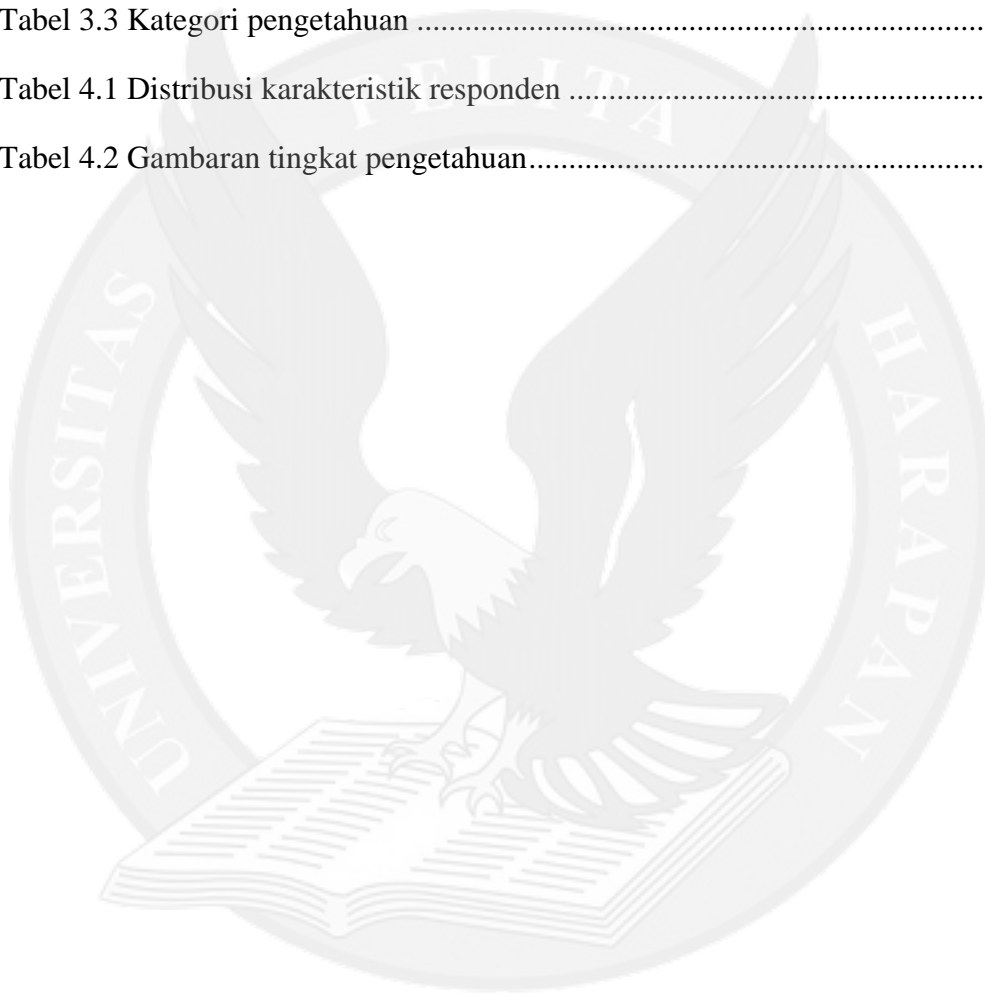 Tabel 3.3 Kategori pengetahuan ........................................................................
Tabel 4.1 Distribusi karakteristik responden .....................................................
Tabel 4.2 Gambaran tingkat pengetahuan..........................................................
UNIVERSITAS PELITA HARAPAN